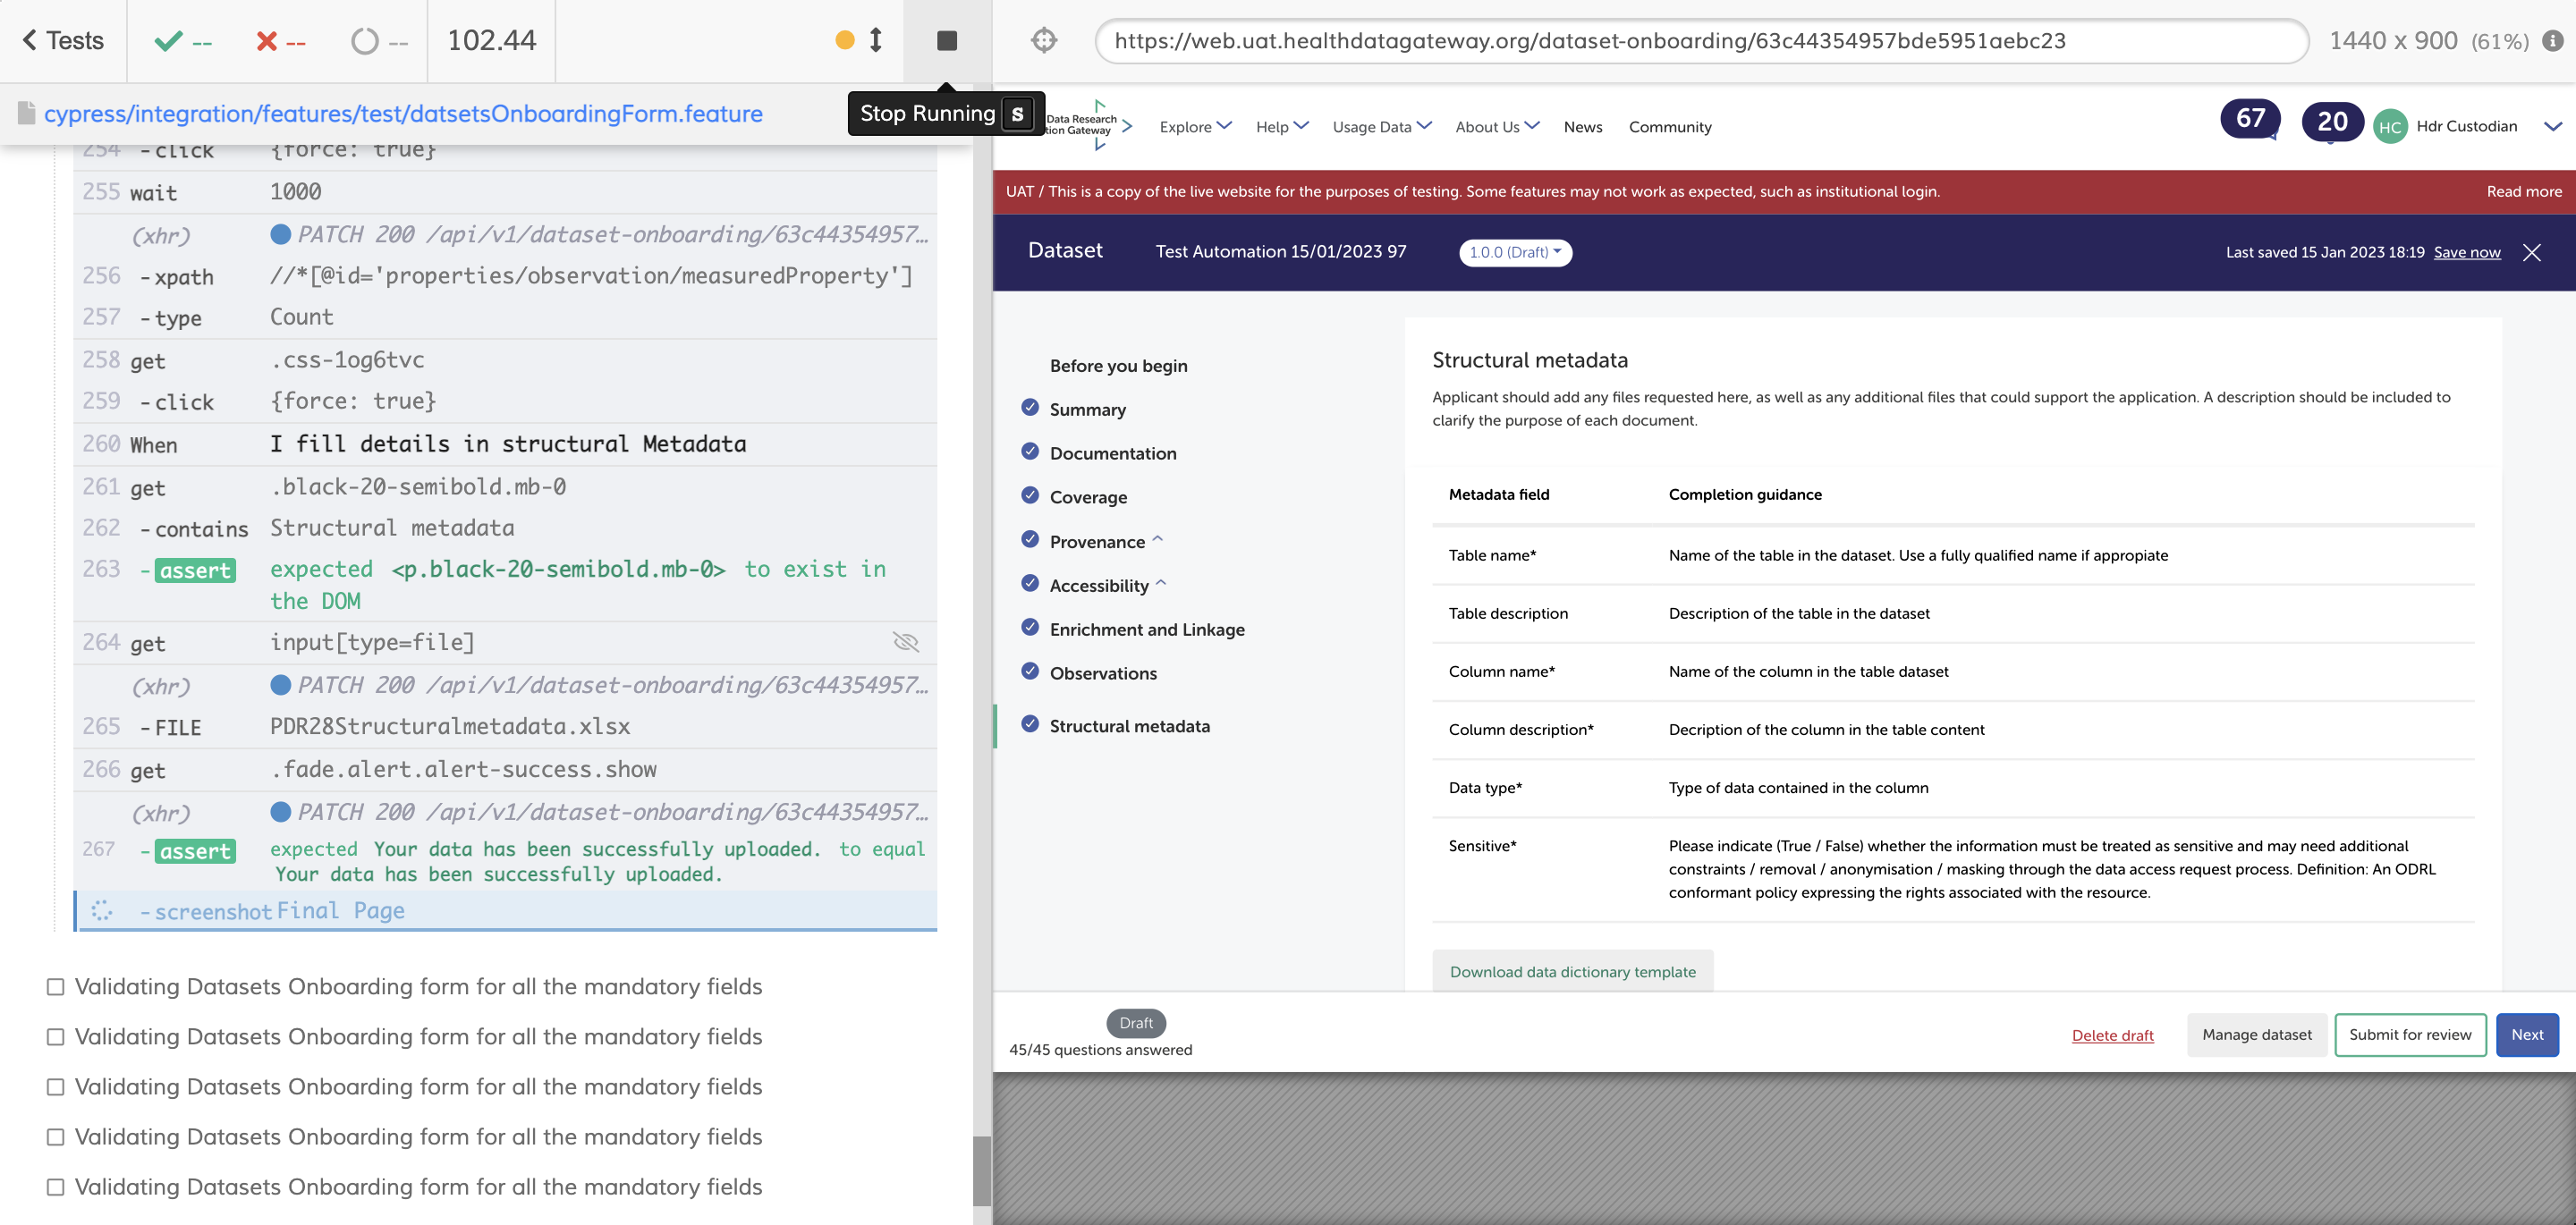 Tests
--
--
--
102.44
cypress/integration/features/test/datsetsOnboardingForm.feature
Stop Running S
254 -click {force: true}
255 wait 1000
(xhr) PATCH 200 /api/v1/dataset-onboarding/63c44354957…
256 -xpath //*[@id='properties/observation/measuredProperty']
257 -type Count
258 get .css-1og6tvc
259 -click {force: true}
260 When I fill details in structural Metadata
261 get .black-20-semibold.mb-0
262 -contains Structural metadata
263 -assert expected <p.black-20-semibold.mb-0> to exist in
the DOM
264 get input[type=file]
(xhr) PATCH 200 /api/v1/dataset-onboarding/63c44354957…
265 -FILE PDR28Structuralmetadata.xlsx
266 get .fade.alert.alert-success.show
(xhr) PATCH 200 /api/v1/dataset-onboarding/63c44354957…
267 -assert expected Your data has been successfully uploaded. to equal
Your data has been successfully uploaded.
-screenshot Final Page
Validating Datasets Onboarding form for all the mandatory fields
Validating Datasets Onboarding form for all the mandatory fields
Validating Datasets Onboarding form for all the mandatory fields
Validating Datasets Onboarding form for all the mandatory fields
Validating Datasets Onboarding form for all the mandatory fields
https://web.uat.healthdatagateway.org/dataset-onboarding/63c44354957bde5951aebc23
1440 x 900 (61%)
Data Research
tion Gateway
Explore Help Usage Data About Us News Community
67 20 HC Hdr Custodian
UAT / This is a copy of the live website for the purposes of testing. Some features may not work as expected, such as institutional login. Read more
Dataset Test Automation 15/01/2023 97 1.0.0 (Draft) Last saved 15 Jan 2023 18:19 Save now
Before you begin
Summary
Documentation
Coverage
Provenance
Accessibility
Enrichment and Linkage
Observations
Structural metadata
Structural metadata
Applicant should add any files requested here, as well as any additional files that could support the application. A description should be included to
clarify the purpose of each document.
Metadata field Completion guidance
Table name* Name of the table in the dataset. Use a fully qualified name if appropiate
Table description Description of the table in the dataset
Column name* Name of the column in the table dataset
Column description* Decription of the column in the table content
Data type* Type of data contained in the column
Sensitive* Please indicate (True / False) whether the information must be treated as sensitive and may need additional
constraints / removal / anonymisation / masking through the data access request process. Definition: An ODRL
conformant policy expressing the rights associated with the resource.
Download data dictionary template
Draft
45/45 questions answered
Delete draft Manage dataset Submit for review Next